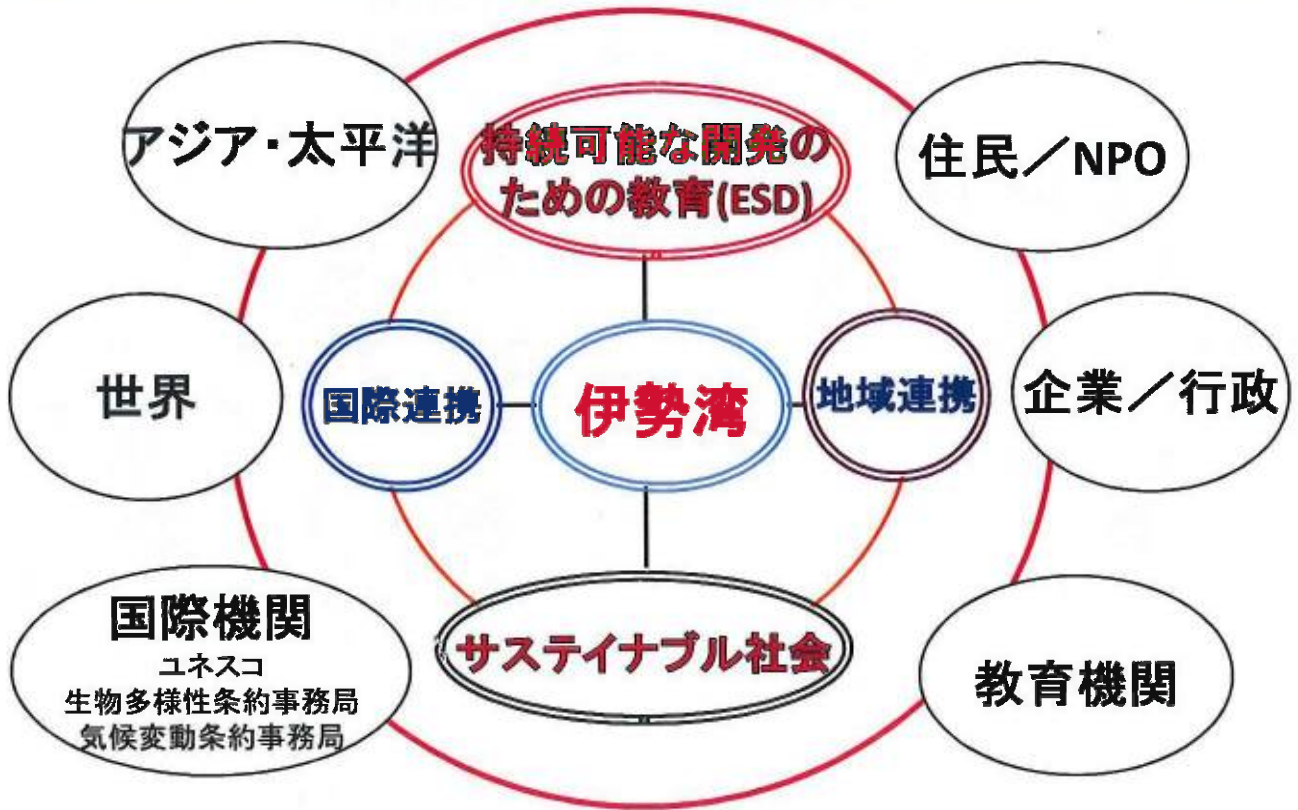 アジア・太平洋
持続可能な開発の
ための教育(ESD)
住民／NPO
世界
国際連携
伊勢湾
地域連携
企業／行政
国際機関
ユネスコ
生物多様性条約事務局
気候変動条約事務局
サステイナブル社会
教育機関